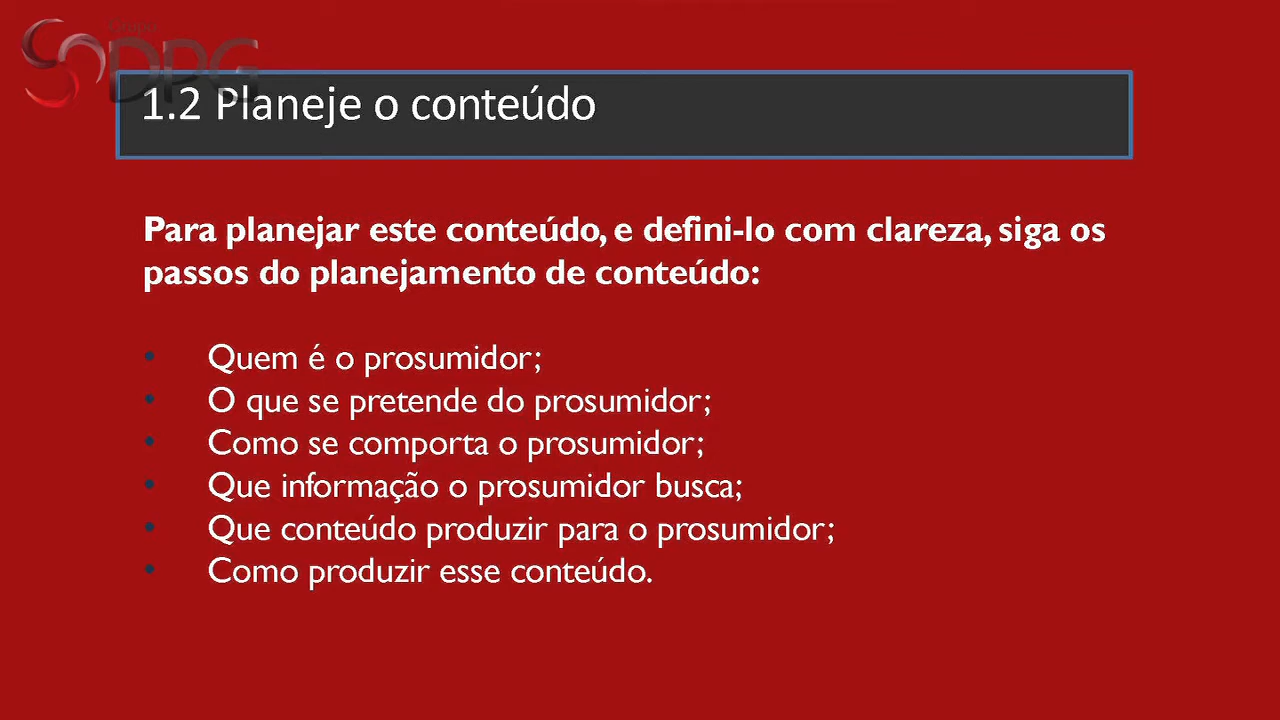 Grupo
DPG
1.2 Planeje o conteúdo
Para planejar este conteúdo, e defini-lo com clareza, siga os
passos do planejamento de conteúdo:
• Quem é o prosumidor;
• O que se pretende do prosumidor;
• Como se comporta o prosumidor;
• Que informação o prosumidor busca;
• Que conteúdo produzir para o prosumidor;
• Como produzir esse conteúdo.